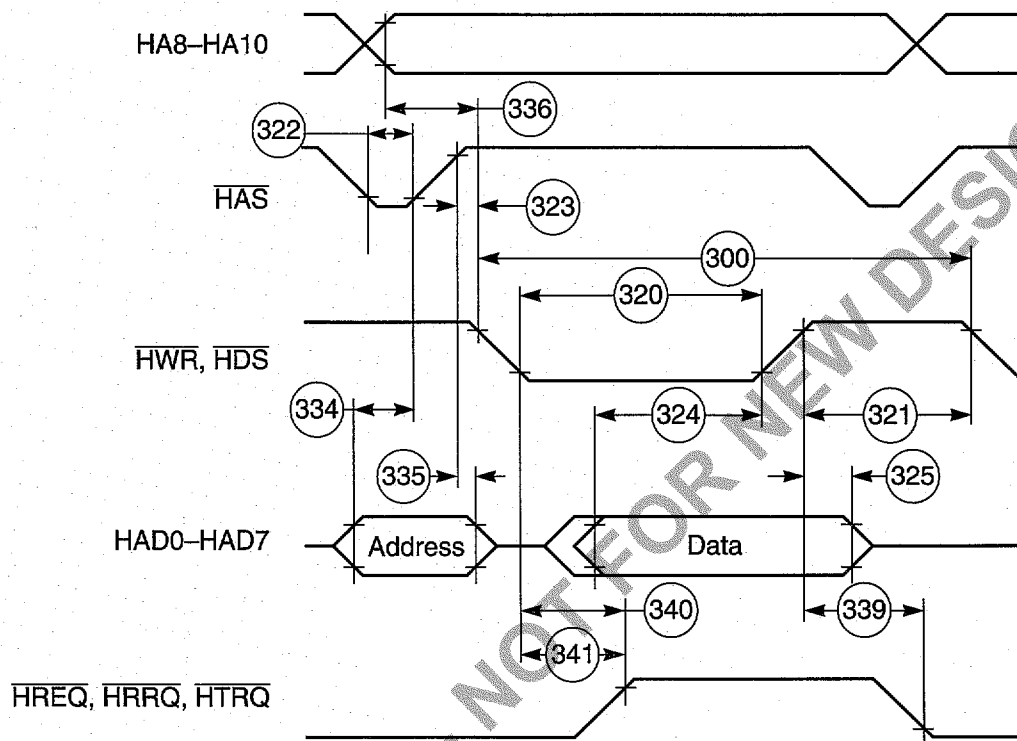 HA8–HA10
336
322
HAS
323
300
320
HWR, HDS
334
324
321
335
325
HAD0–HAD7
Address
Data
340
339
341
HREQ, HRRQ, HTRQ
NOT FOR NEW DESIG